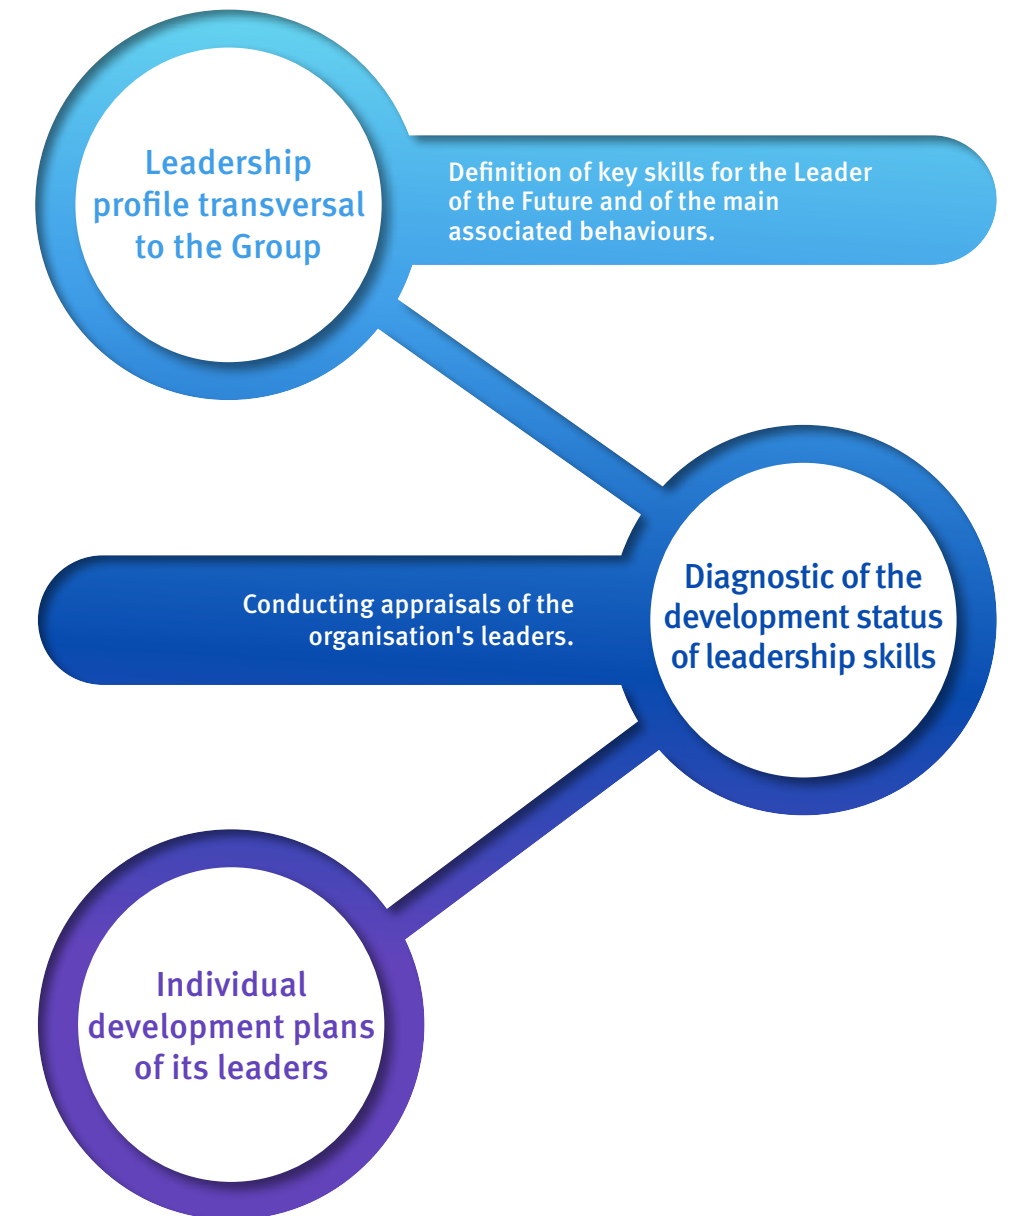 Leadership
profile transversal
to the Group
Definition of key skills for the Leader
of the Future and of the main
associated behaviours.
Diagnostic of the
development status
of leadership skills
Conducting appraisals of the
organisation's leaders.
Individual
development plans
of its leaders